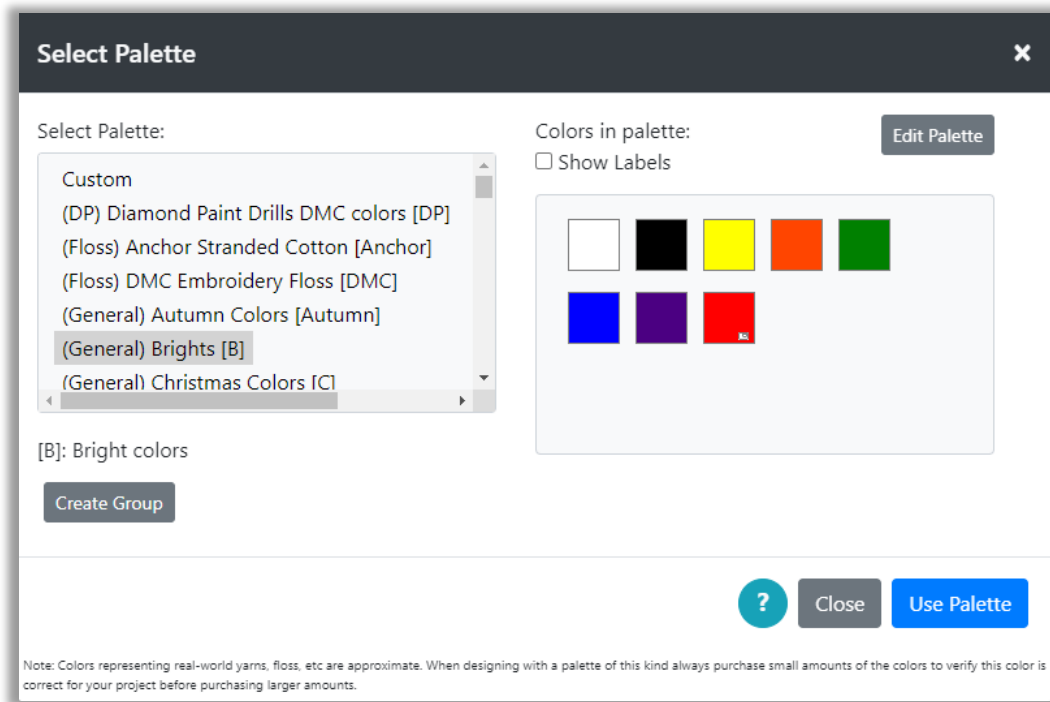 Select Palette
×
Select Palette:
Custom
(DP) Diamond Paint Drills DMC colors [DP]
(Floss) Anchor Stranded Cotton [Anchor]
(Floss) DMC Embroidery Floss [DMC]
(General) Autumn Colors [Autumn]
(General) Brights [B]
(General) Christmas Colors [C]
[B]: Bright colors
Create Group
Colors in palette:
Edit Palette
Show Labels
?
Close
Use Palette
Note: Colors representing real-world yarns, floss, etc are approximate. When designing with a palette of this kind always purchase small amounts of the colors to verify this color is
correct for your project before purchasing larger amounts.